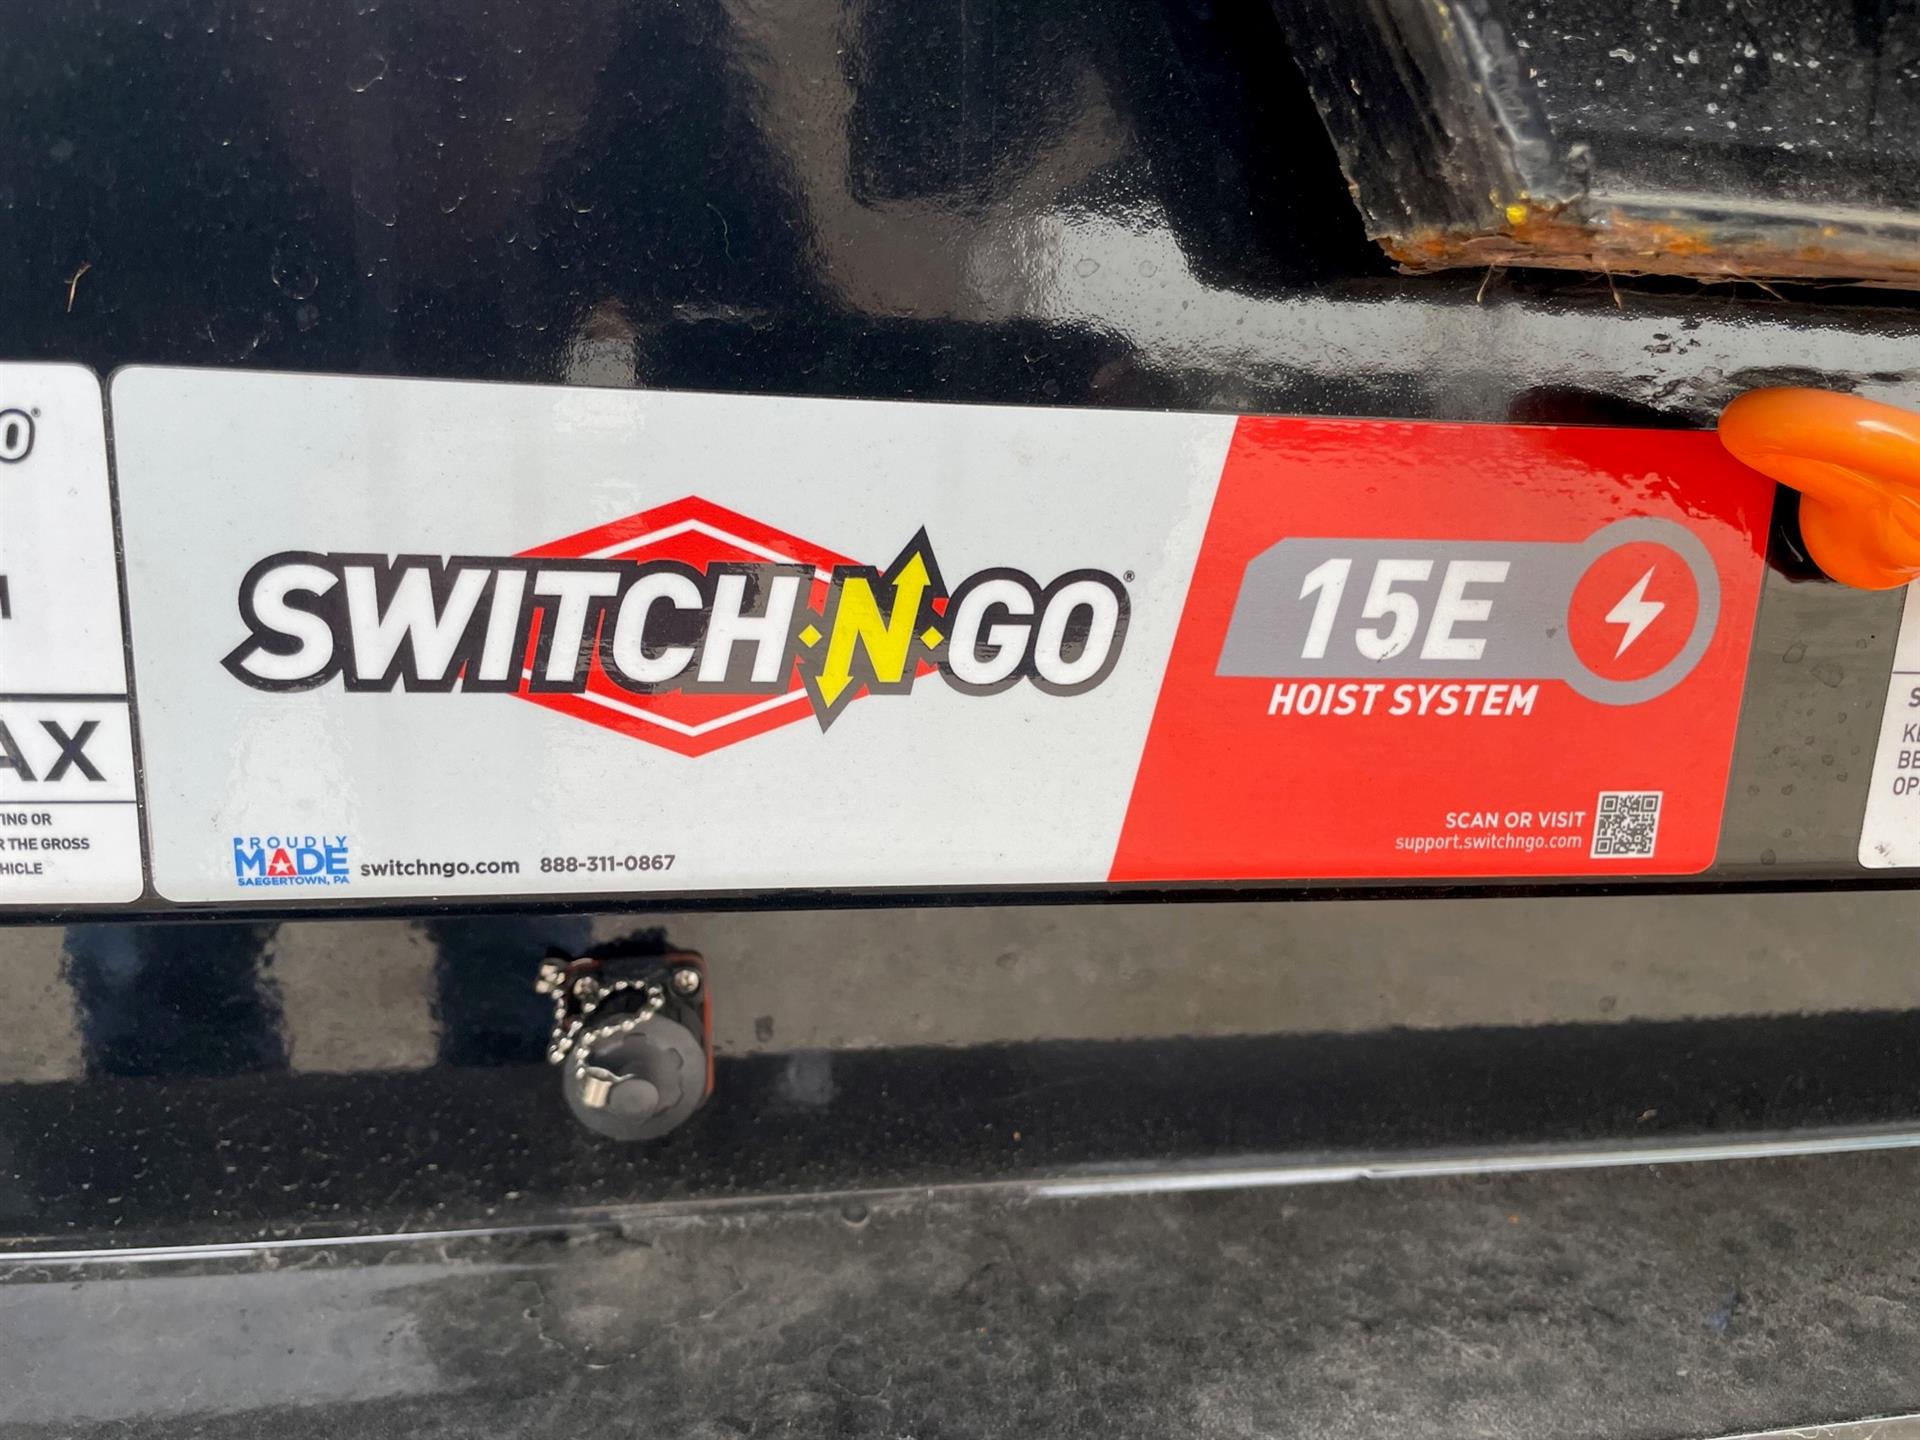 SWITCH·N·GO®
15E
HOIST SYSTEM
SCAN OR VISIT
support.switchngo.com
PROUDLY
MADE
SAEGERTOWN, PA
switchngo.com 888-311-0867
OR
THE GROSS